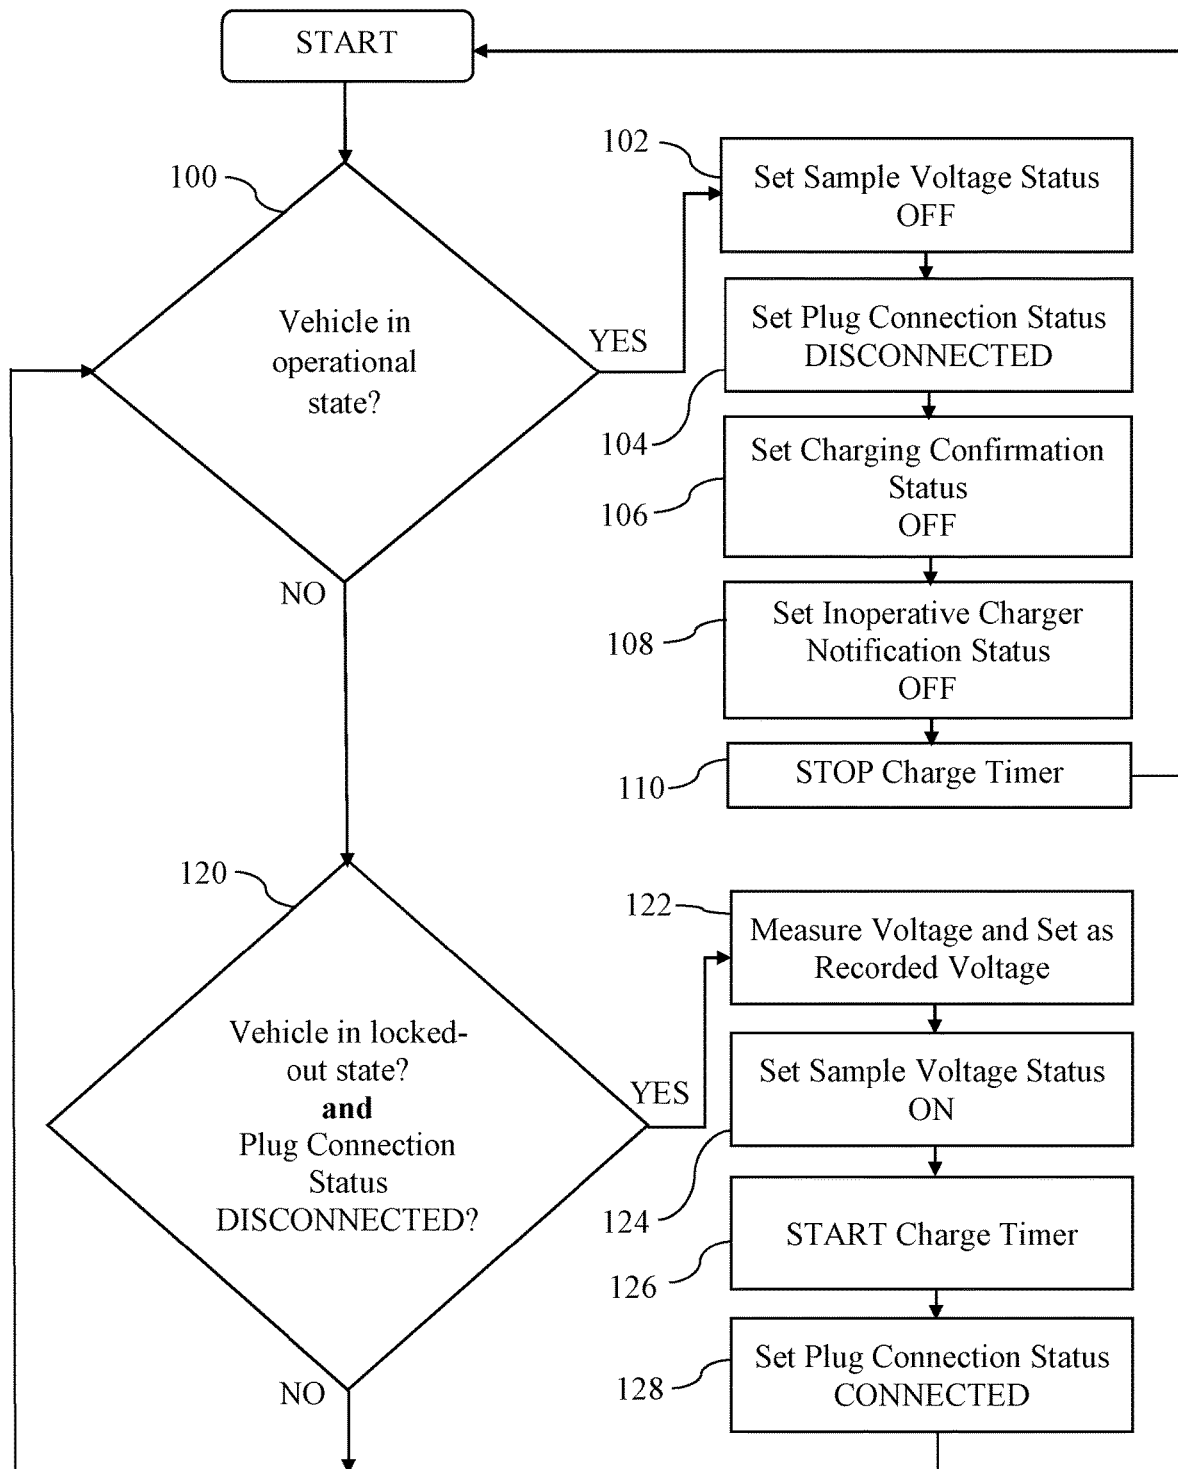 START
100
Vehicle in
operational
state?
YES
NO
102
Set Sample Voltage Status
OFF
Set Plug Connection Status
DISCONNECTED
104
Set Charging Confirmation
Status
OFF
106
Set Inoperative Charger
Notification Status
OFF
108
STOP Charge Timer
110
120
Vehicle in locked-
out state?
and
Plug Connection
Status
DISCONNECTED?
YES
NO
122
Measure Voltage and Set as
Recorded Voltage
Set Sample Voltage Status
ON
124
START Charge Timer
126
Set Plug Connection Status
CONNECTED
128